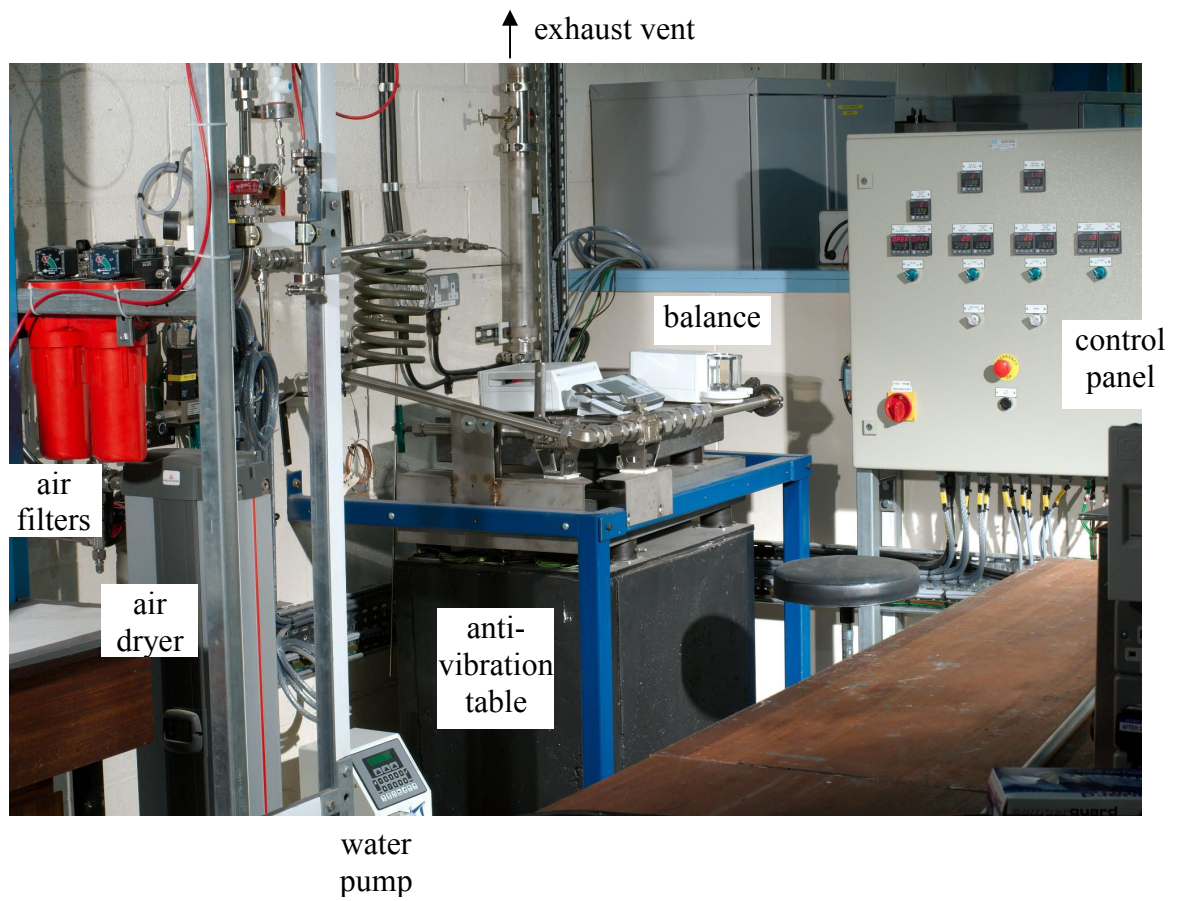 exhaust vent
balance
control
panel
air
filters
air
dryer
anti-
vibration
table
water
pump